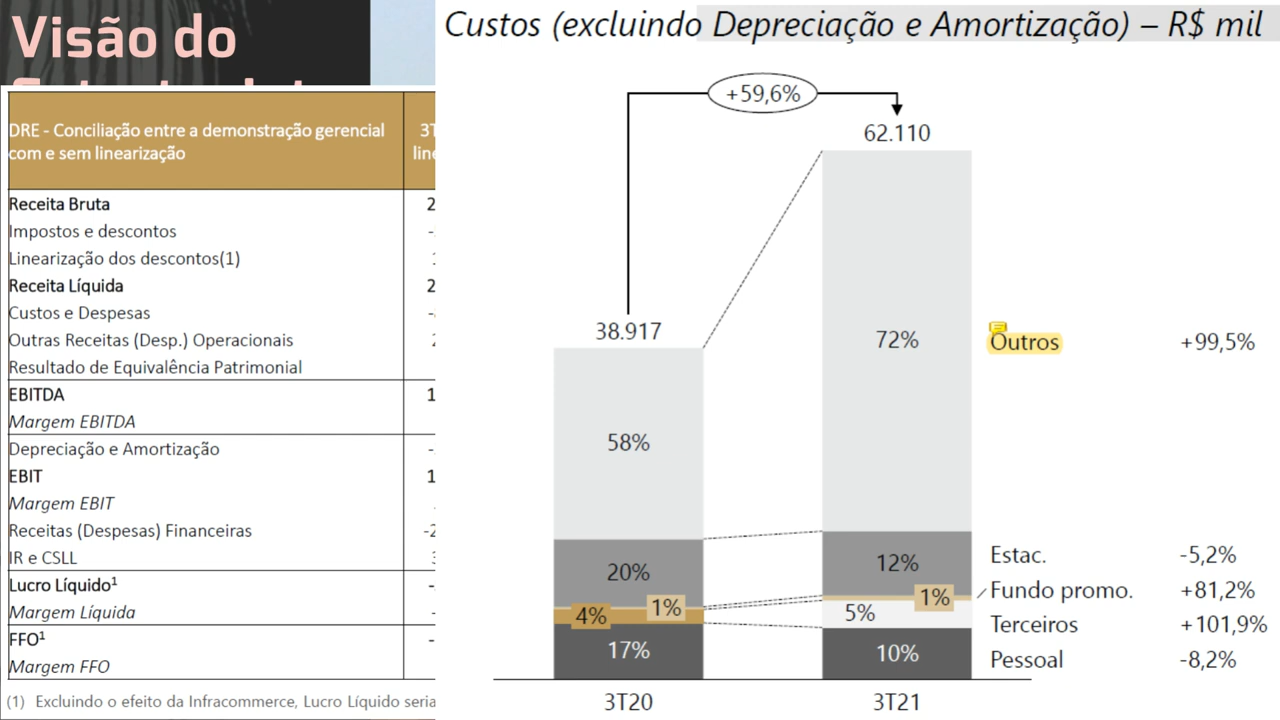 Visão do
DRE - Conciliação entre a demonstração gerencial
com e sem linearização
Receita Bruta
Impostos e descontos
Linearização dos descontos(1)
Receita Líquida
Custos e Despesas
Outras Receitas (Desp.) Operacionais
Resultado de Equivalência Patrimonial
EBITDA
Margem EBITDA
Depreciação e Amortização
EBIT
Margem EBIT
Receitas (Despesas) Financeiras
IR e CSLL
Lucro Líquido¹
Margem Líquida
FFO¹
Margem FFO
(1) Excluindo o efeito da Infracommerce, Lucro Líquido seria
Custos (excluindo Depreciação e Amortização) – R$ mil
+59,6%
62.110
38.917
72%
Outros +99,5%
58%
Estac. -5,2%
12%
20%
Fundo promo. +81,2%
1%
1%
4%
5%
Terceiros +101,9%
17%
10%
Pessoal -8,2%
3T20 3T21